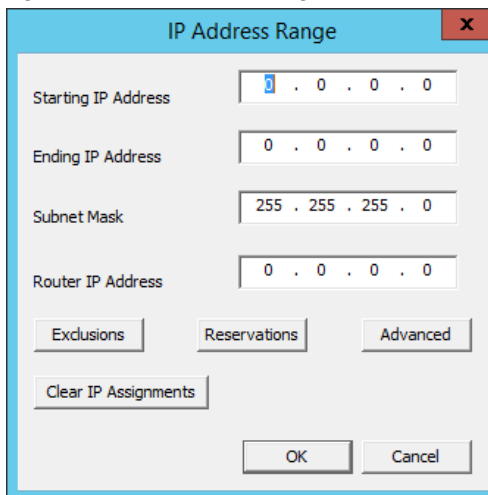 IP Address Range x
Starting IP Address 0 . 0 . 0 . 0
Ending IP Address 0 . 0 . 0 . 0
Subnet Mask 255 . 255 . 255 . 0
Router IP Address 0 . 0 . 0 . 0
Exclusions Reservations Advanced
Clear IP Assignments
OK Cancel